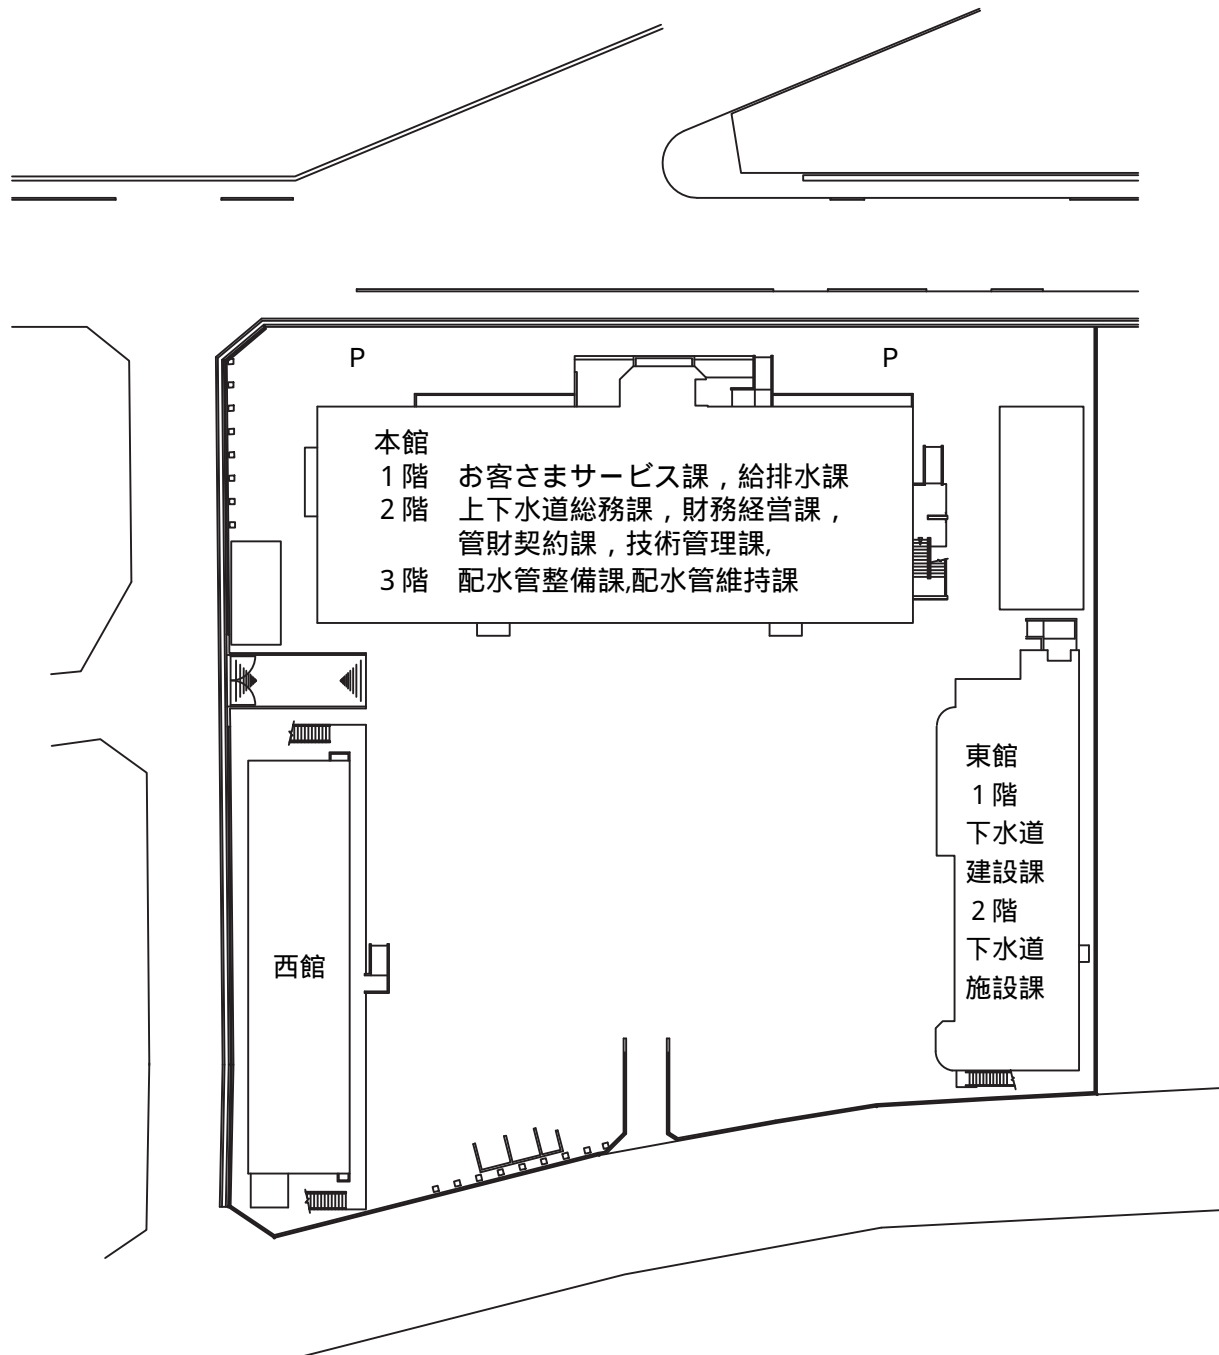 P
P
本館
1階 お客さまサービス課，給排水課
2階 上下水道総務課，財務経営課，
管財契約課，技術管理課,
3階 配水管整備課,配水管維持課
東館
1階
下水道
建設課
2階
下水道
施設課
西館